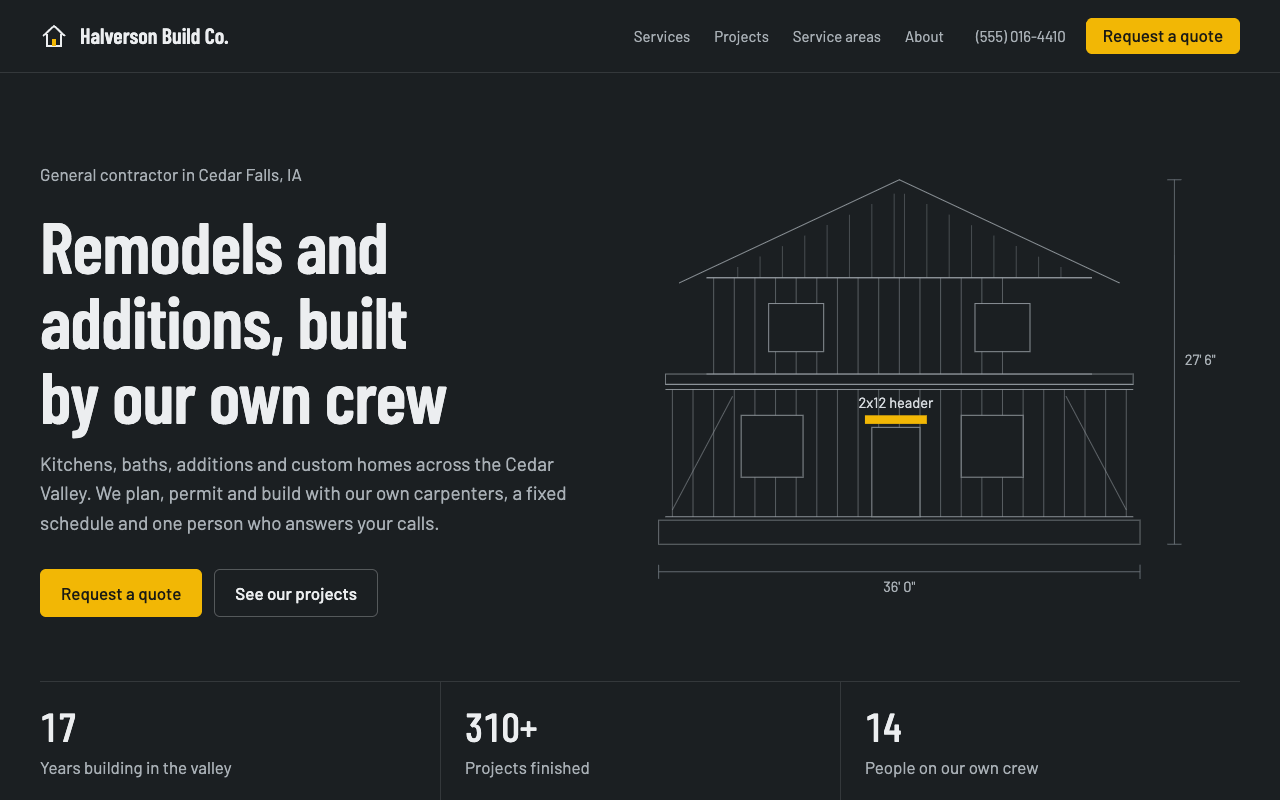 Halverson Build Co.
Services
Projects
Service areas
About
(555) 016-4410
Request a quote
General contractor in Cedar Falls, IA
Remodels and
additions, built
by our own crew
Kitchens, baths, additions and custom homes across the Cedar
Valley. We plan, permit and build with our own carpenters, a fixed
schedule and one person who answers your calls.
Request a quote
See our projects
2x12 header
27' 6"
36' 0"
17
Years building in the valley
310+
Projects finished
14
People on our own crew